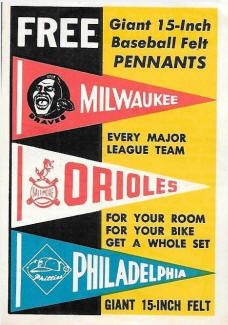 FREE
Giant 15-Inch
Baseball Felt
PENNANTS
BRAVES
MILWAUKEE
EVERY MAJOR
LEAGUE TEAM
BALTIMORE
ORIOLES
FOR YOUR ROOM
FOR YOUR BIKE
GET A WHOLE SET
Phillies
PHILADELPHIA
GIANT 15-INCH FELT